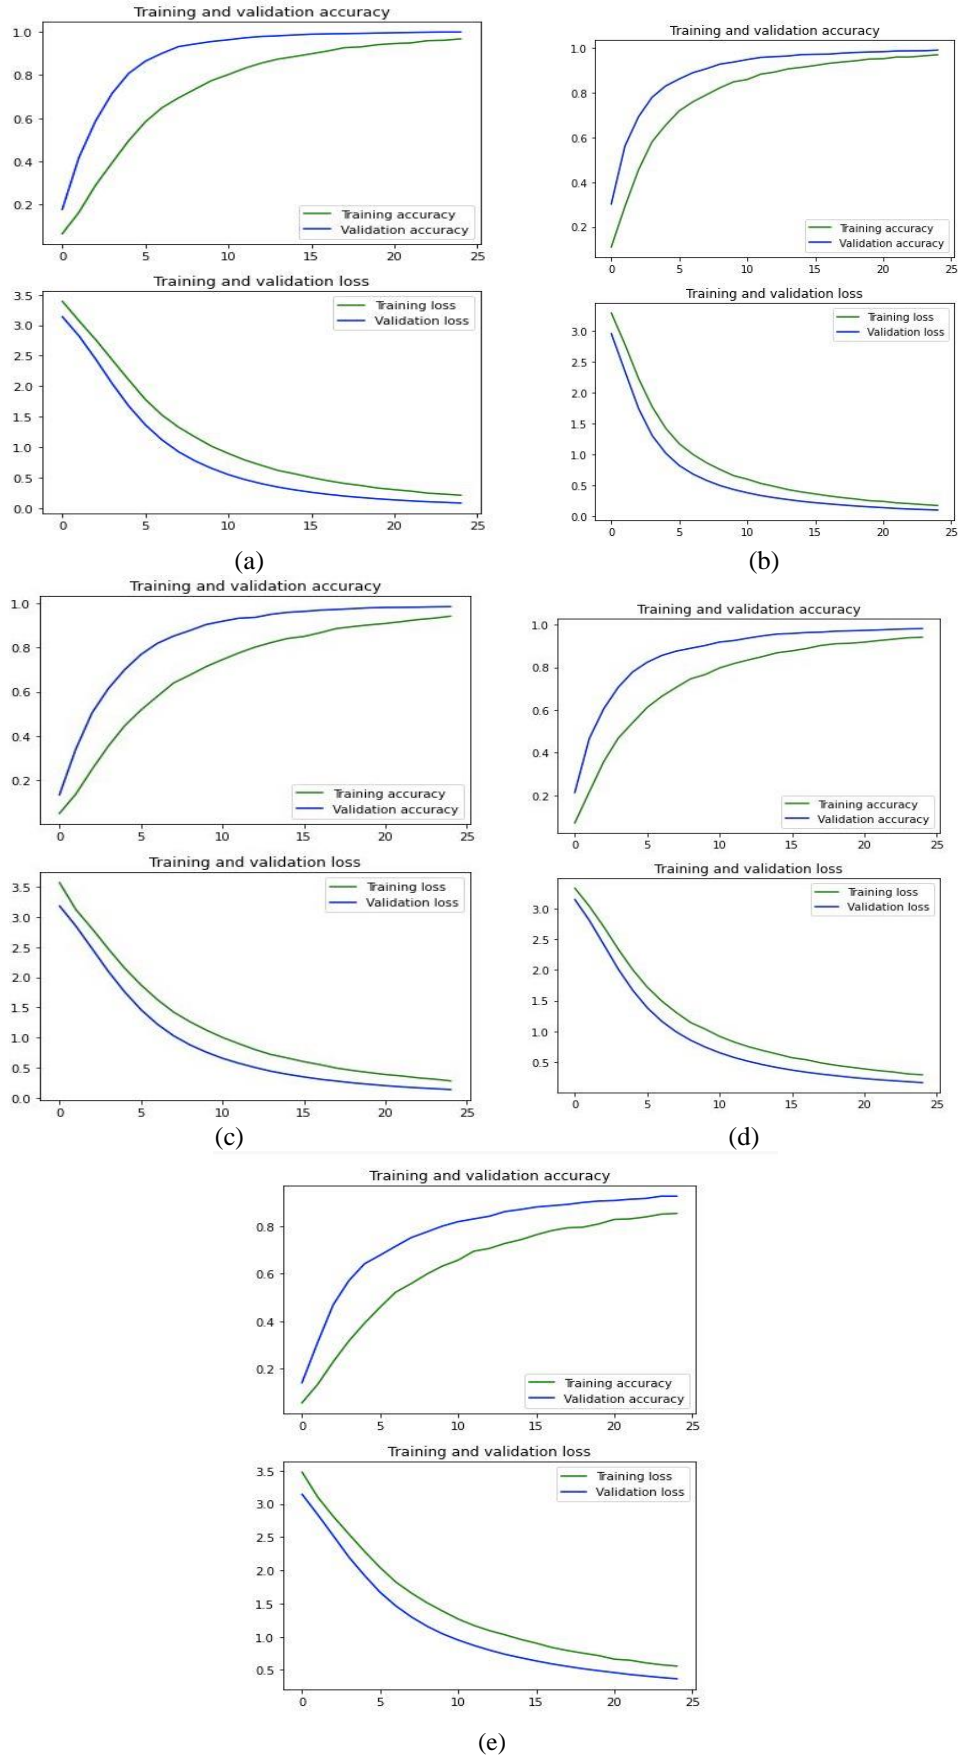 Training and validation accuracy
1.0
0.8
0.6
0.4
0.2
Training accuracy
Validation accuracy
0 5 10 15 20 25
Training and validation loss
3.5
3.0
2.5
2.0
1.5
1.0
0.5
0.0
Training loss
Validation loss
0 5 10 15 20 25
(a)
Training and validation accuracy
1.0
0.8
0.6
0.4
0.2
Training accuracy
Validation accuracy
0 5 10 15 20 25
Training and validation loss
3.0
2.5
2.0
1.5
1.0
0.5
0.0
Training loss
Validation loss
0 5 10 15 20 25
(b)
Training and validation accuracy
1.0
0.8
0.6
0.4
0.2
Training accuracy
Validation accuracy
0 5 10 15 20 25
Training and validation loss
3.5
3.0
2.5
2.0
1.5
1.0
0.5
0.0
Training loss
Validation loss
0 5 10 15 20 25
(c)
Training and validation accuracy
1.0
0.8
0.6
0.4
0.2
Training accuracy
Validation accuracy
0 5 10 15 20 25
Training and validation loss
3.0
2.5
2.0
1.5
1.0
0.5
Training loss
Validation loss
0 5 10 15 20 25
(d)
Training and validation accuracy
0.8
0.6
0.4
0.2
Training accuracy
Validation accuracy
0 5 10 15 20 25
Training and validation loss
3.5
3.0
2.5
2.0
1.5
1.0
0.5
Training loss
Validation loss
0 5 10 15 20 25
(e)